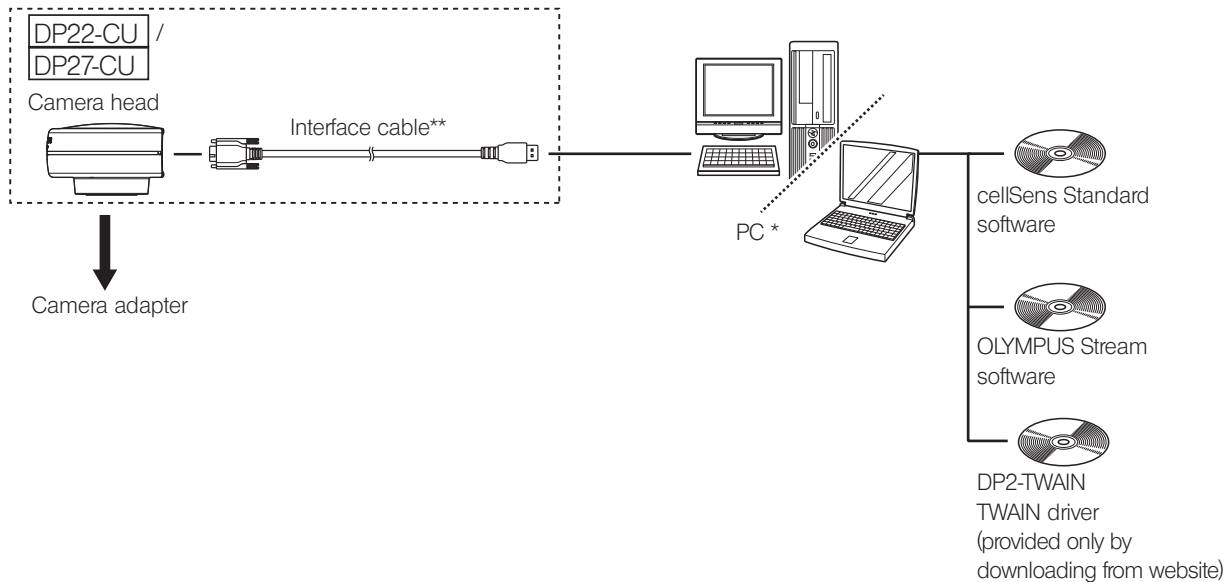 DP22-CU /
DP27-CU
Camera head
Interface cable**
Camera adapter
PC *
cellSens Standard
software
OLYMPUS Stream
software
DP2-TWAIN
TWAIN driver
(provided only by
downloading from website)